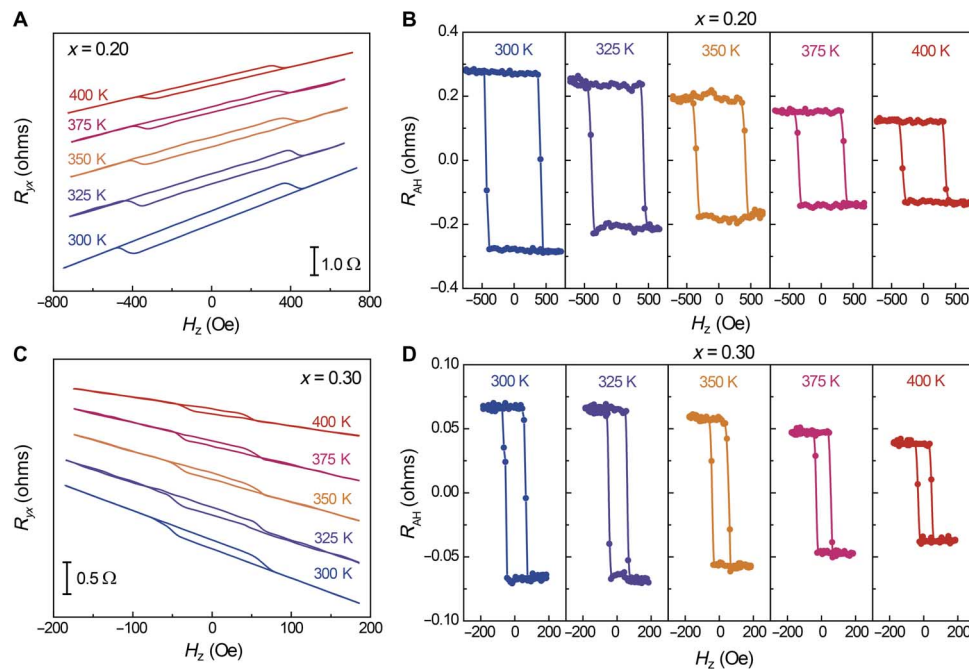 A
x = 0.20
400 K
375 K
350 K
325 K
300 K
1.0 Ω
Ryx (ohms)
−800 −400 0 400 800
Hz (Oe)
B
x = 0.20
300 K 325 K 350 K 375 K 400 K
0.4
0.2
0.0
−0.2
−0.4
RAH (ohms)
−500 0 500 −500 0 500 −500 0 500 −500 0 500 −500 0 500
Hz (Oe)
C
x = 0.30
400 K
375 K
350 K
325 K
300 K
0.5 Ω
Ryx (ohms)
−200 −100 0 100 200
Hz (Oe)
D
x = 0.30
300 K 325 K 350 K 375 K 400 K
0.10
0.05
0.00
−0.05
−0.10
RAH (ohms)
−200 0 200 −200 0 200 −200 0 200 −200 0 200 −200 0 200
Hz (Oe)